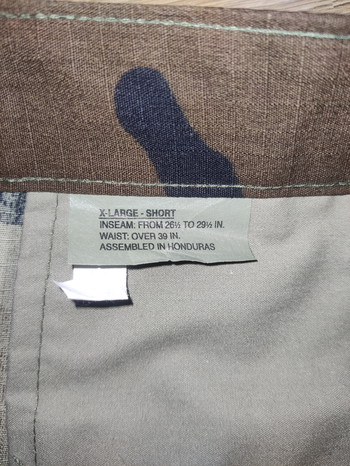 X-LARGE - SHORT
INSEAM: FROM 26½ TO 29½ IN.
WAIST: OVER 39 IN.
ASSEMBLED IN HONDURAS